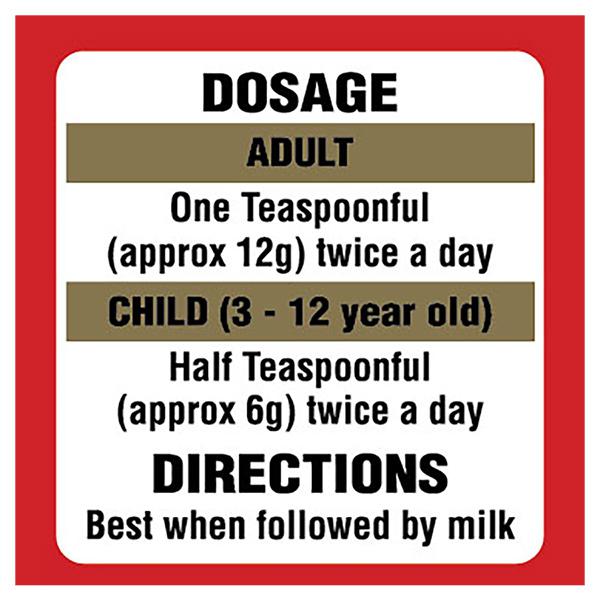 DOSAGE
ADULT
One Teaspoonful
(approx 12g) twice a day
CHILD (3 - 12 year old)
Half Teaspoonful
(approx 6g) twice a day
DIRECTIONS
Best when followed by milk